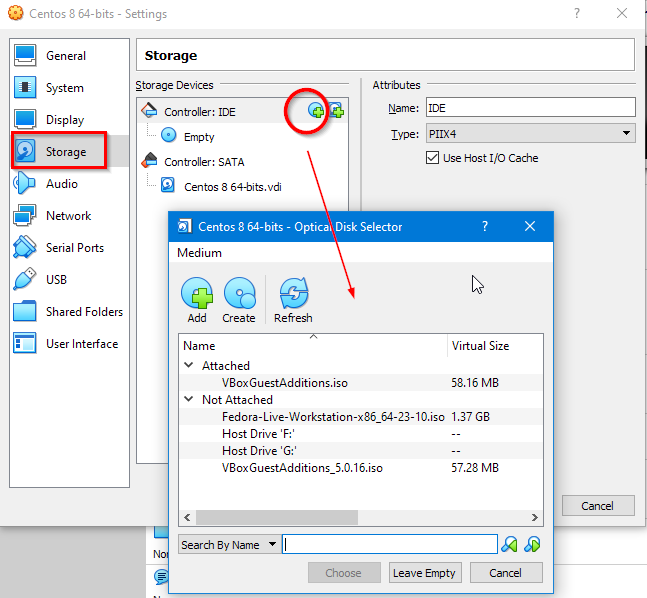 Centos 8 64-bits - Settings
?
General
System
Display
Storage
Audio
Network
Serial Ports
USB
Shared Folders
User Interface
Storage
Storage Devices
Controller: IDE
Empty
Controller: SATA
Centos 8 64-bits.vdi
Attributes
Name: IDE
Type: PIIX4
Use Host I/O Cache
Cancel
Centos 8 64-bits - Optical Disk Selector
?
Medium
Add Create Refresh
Name Virtual Size
Attached
VBoxGuestAdditions.iso 58.16 MB
Not Attached
Fedora-Live-Workstation-x86_64-23-10.iso 1.37 GB
Host Drive 'F:' --
Host Drive 'G:' --
VBoxGuestAdditions_5.0.16.iso 57.28 MB
Search By Name
Choose Leave Empty Cancel